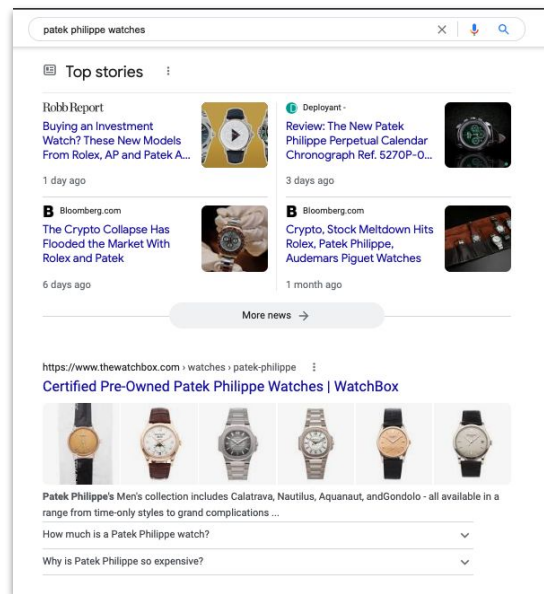 patek philippe watches
Top stories
Robb Report
Buying an Investment
Watch? These New Models
From Rolex, AP and Patek A...
1 day ago
Deployant -
Review: The New Patek
Philippe Perpetual Calendar
Chronograph Ref. 5270P-0...
3 days ago
B Bloomberg.com
The Crypto Collapse Has
Flooded the Market With
Rolex and Patek
6 days ago
B Bloomberg.com
Crypto, Stock Meltdown Hits
Rolex, Patek Philippe,
Audemars Piguet Watches
1 month ago
More news →
https://www.thewatchbox.com › watches › patek-philippe
Certified Pre-Owned Patek Philippe Watches | WatchBox
Patek Philippe's Men's collection includes Calatrava, Nautilus, Aquanaut, andGondolo - all available in a
range from time-only styles to grand complications ...
How much is a Patek Philippe watch?
Why is Patek Philippe so expensive?